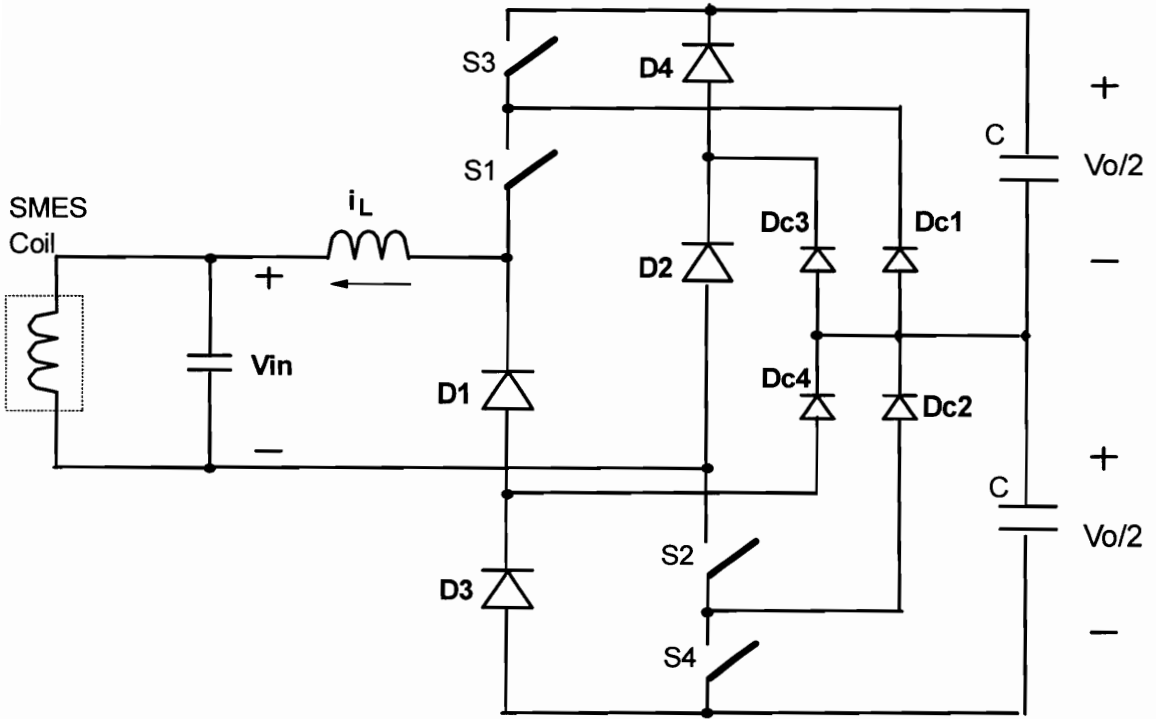 S3
D4
+
C
Vo/2
S1
SMES
Coil
i L
Dc3
Dc1
+
D2
−
Vin
D1
Dc4
Dc2
−
+
C
Vo/2
S2
D3
−
S4